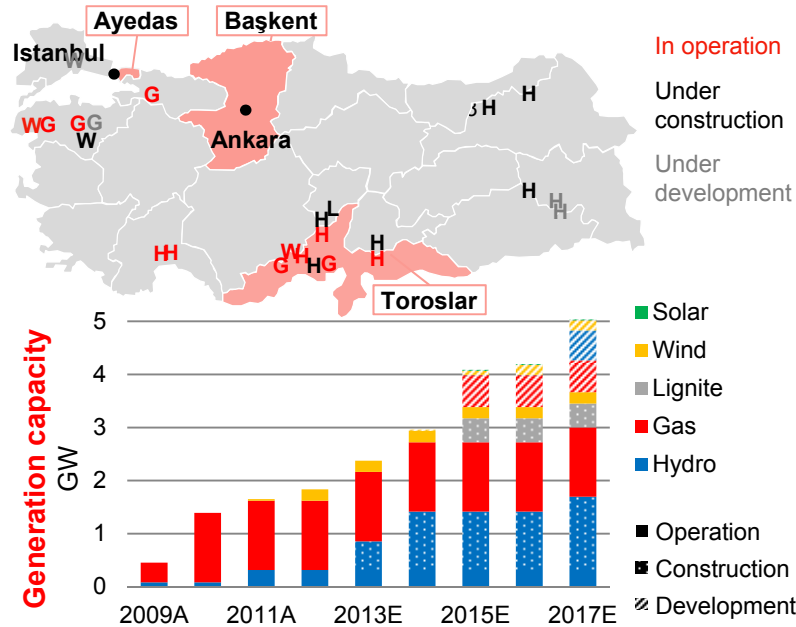 Ayedas
Başkent
Istanbul
W
In operation
G
H
H
Under
construction
W G
G G
W
Ankara
Under
development
H
H
H
L
H
H
H H
W
H
H
G
H
G
H
H
Toroslar
Generation capacity
GW
5
4
3
2
1
0
2009A
2011A
2013E
2015E
2017E
Solar
Wind
Lignite
Gas
Hydro
Operation
Construction
Development